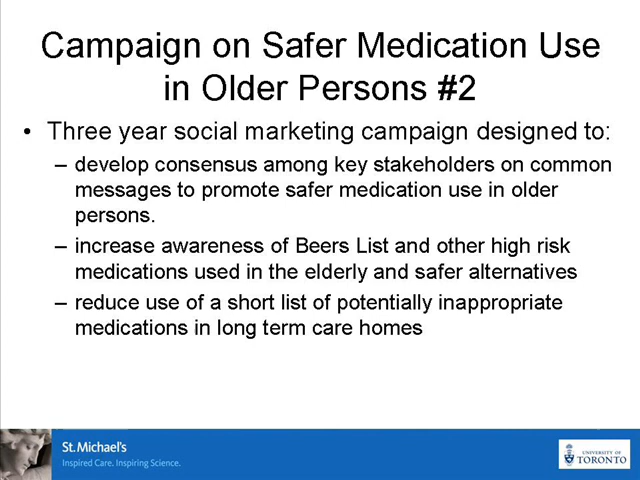 Campaign on Safer Medication Use
in Older Persons #2
• Three year social marketing campaign designed to:
– develop consensus among key stakeholders on common
messages to promote safer medication use in older
persons.
– increase awareness of Beers List and other high risk
medications used in the elderly and safer alternatives
– reduce use of a short list of potentially inappropriate
medications in long term care homes
St. Michael's
Inspired Care. Inspiring Science.
UNIVERSITY OF
TORONTO